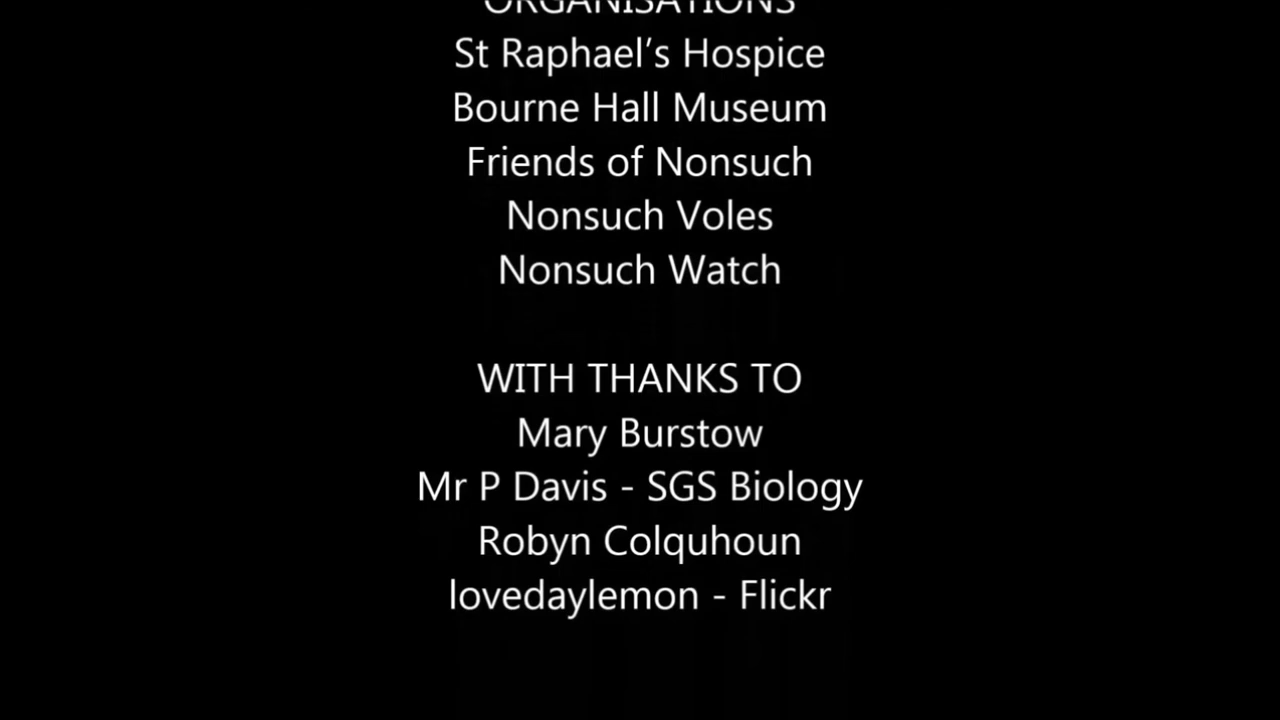 ORGANISATIONS
St Raphael’s Hospice
Bourne Hall Museum
Friends of Nonsuch
Nonsuch Voles
Nonsuch Watch
WITH THANKS TO
Mary Burstow
Mr P Davis - SGS Biology
Robyn Colquhoun
lovedaylemon - Flickr